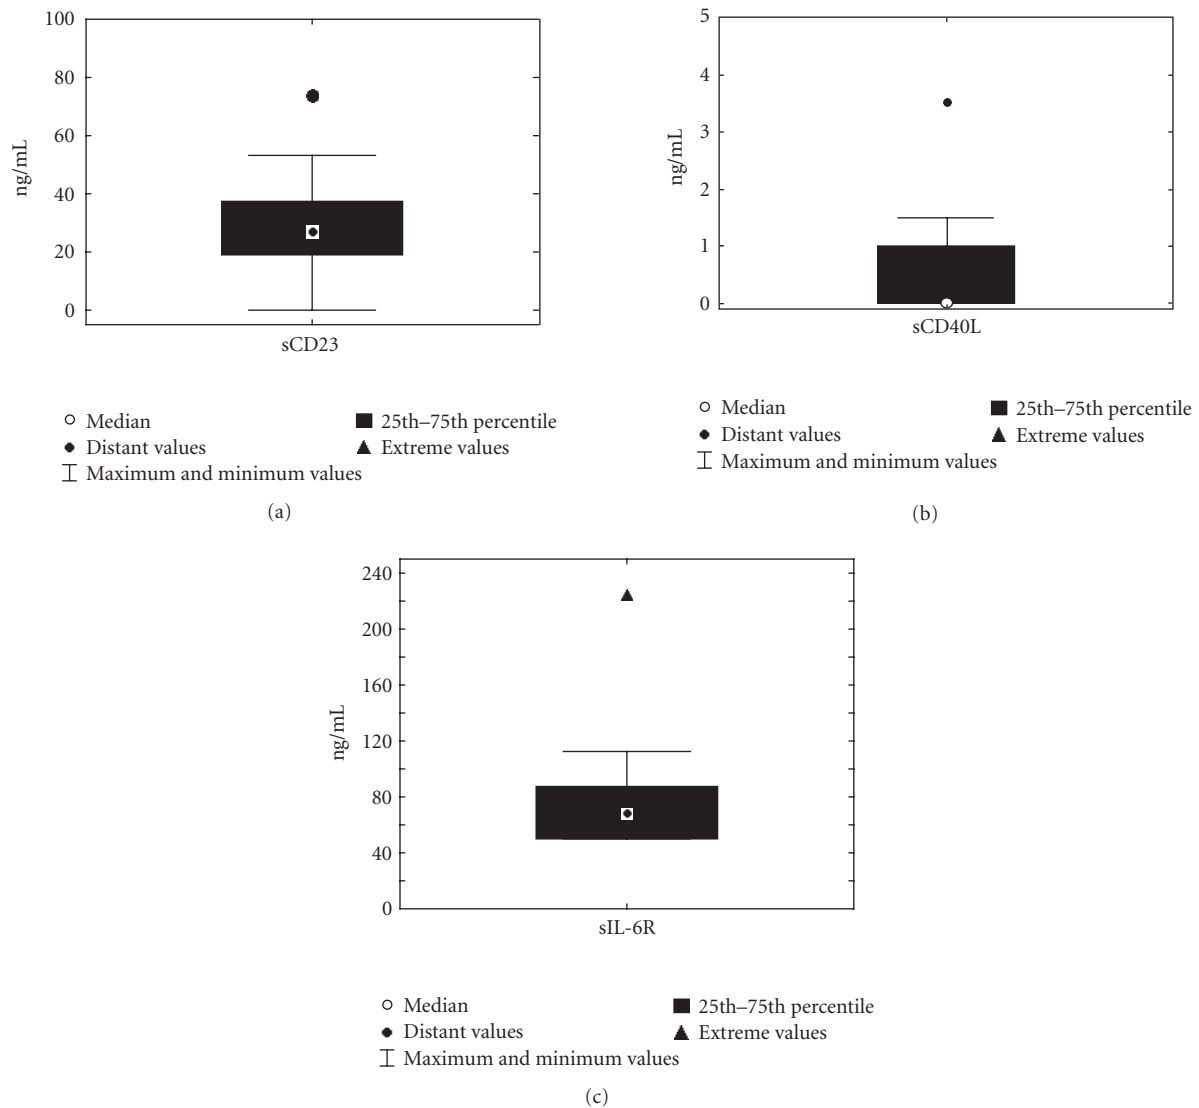 100
80
60
40
20
0
ng/mL
sCD23
Median
25th–75th percentile
Distant values
Extreme values
Maximum and minimum values
(a)
5
4
3
2
1
0
ng/mL
sCD40L
Median
25th–75th percentile
Distant values
Extreme values
Maximum and minimum values
(b)
240
200
160
120
80
40
0
ng/mL
sIL-6R
Median
25th–75th percentile
Distant values
Extreme values
Maximum and minimum values
(c)